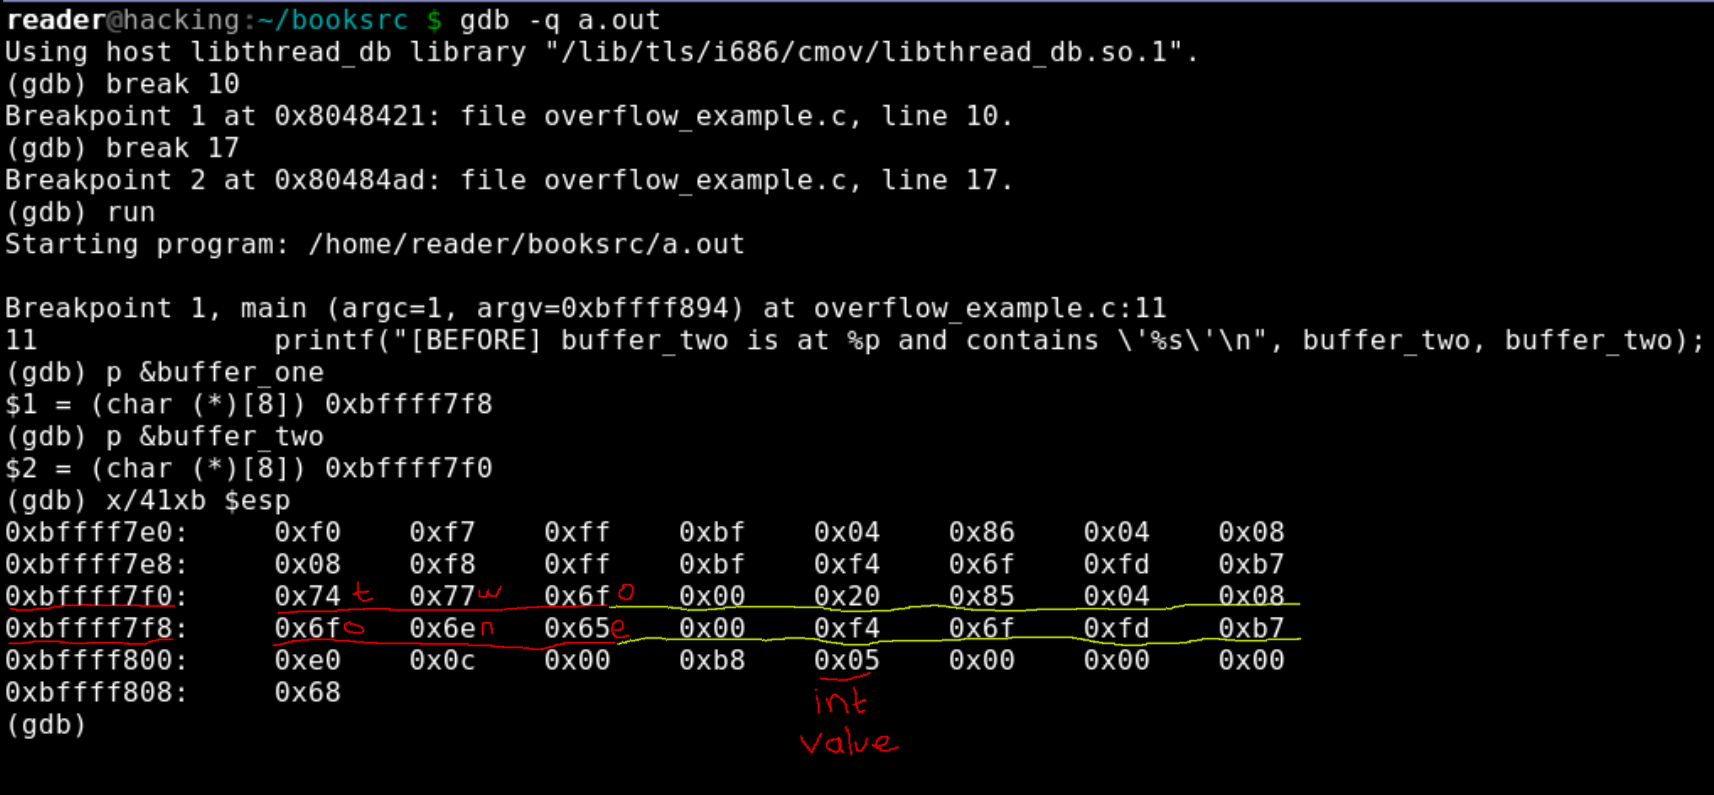 reader@hacking:~/booksrc $ gdb -q a.out
Using host libthread_db library "/lib/tls/i686/cmov/libthread_db.so.1".
(gdb) break 10
Breakpoint 1 at 0x8048421: file overflow_example.c, line 10.
(gdb) break 17
Breakpoint 2 at 0x80484ad: file overflow_example.c, line 17.
(gdb) run
Starting program: /home/reader/booksrc/a.out
Breakpoint 1, main (argc=1, argv=0xbffff894) at overflow_example.c:11
11 printf("[BEFORE] buffer_two is at %p and contains \'%s\'\n", buffer_two, buffer_two);
(gdb) p &buffer_one
$1 = (char (*)[8]) 0xbffff7f8
(gdb) p &buffer_two
$2 = (char (*)[8]) 0xbffff7f0
(gdb) x/41xb $esp
0xbffff7e0: 0xf0 0xf7 0xff 0xbf 0x04 0x86 0x04 0x08
0xbffff7e8: 0x08 0xf8 0xff 0xbf 0xf4 0x6f 0xfd 0xb7
0xbffff7f0: 0x74 t 0x77 w 0x6f o 0x00 0x20 0x85 0x04 0x08
0xbffff7f8: 0x6f o 0x6e n 0x65 e 0x00 0xf4 0x6f 0xfd 0xb7
0xbffff800: 0xe0 0x0c 0x00 0xb8 0x05 0x00 0x00 0x00
0xbffff808: 0x68
int
value
(gdb)